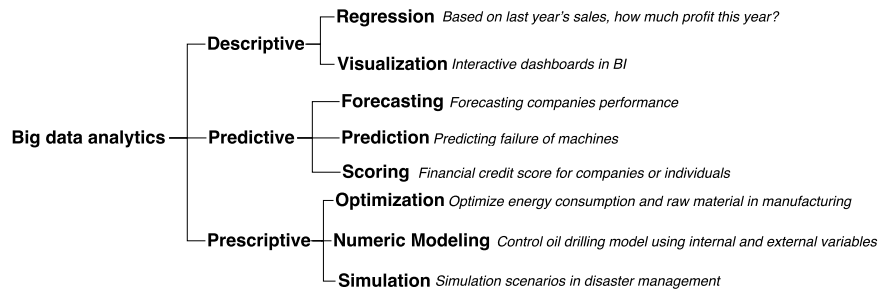 Regression Based on last year's sales, how much profit this year?
Descriptive
Visualization Interactive dashboards in BI
Forecasting Forecasting companies performance
Big data analytics Predictive Prediction Predicting failure of machines
Scoring Financial credit score for companies or individuals
Optimization Optimize energy consumption and raw material in manufacturing
Prescriptive Numeric Modeling Control oil drilling model using internal and external variables
Simulation Simulation scenarios in disaster management